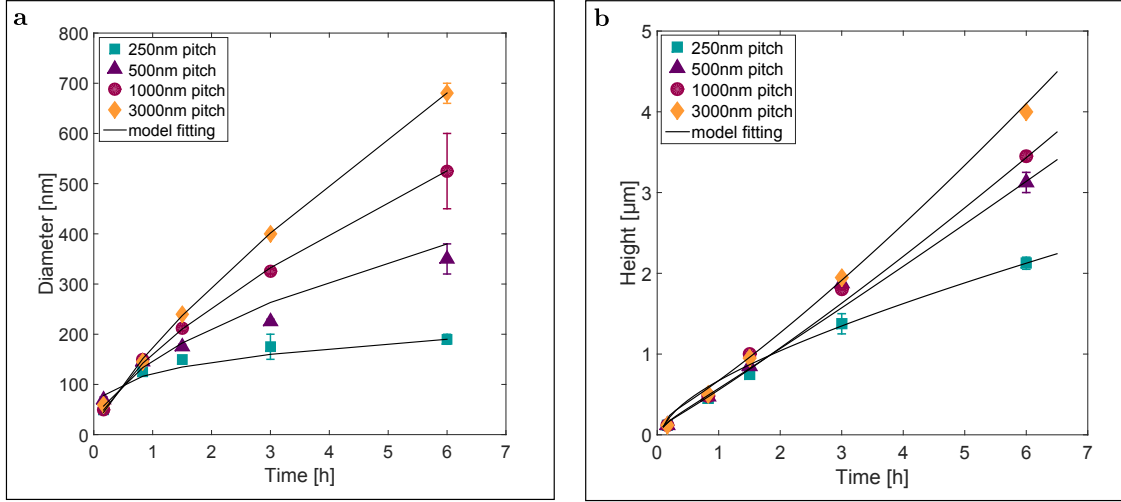 a
800
700
600
500
400
300
200
100
0
Diameter [nm]
250nm pitch
500nm pitch
1000nm pitch
3000nm pitch
model fitting
0 1 2 3 4 5 6 7
Time [h]
b
5
4
3
2
1
0
Height [µm]
250nm pitch
500nm pitch
1000nm pitch
3000nm pitch
model fitting
0 1 2 3 4 5 6 7
Time [h]